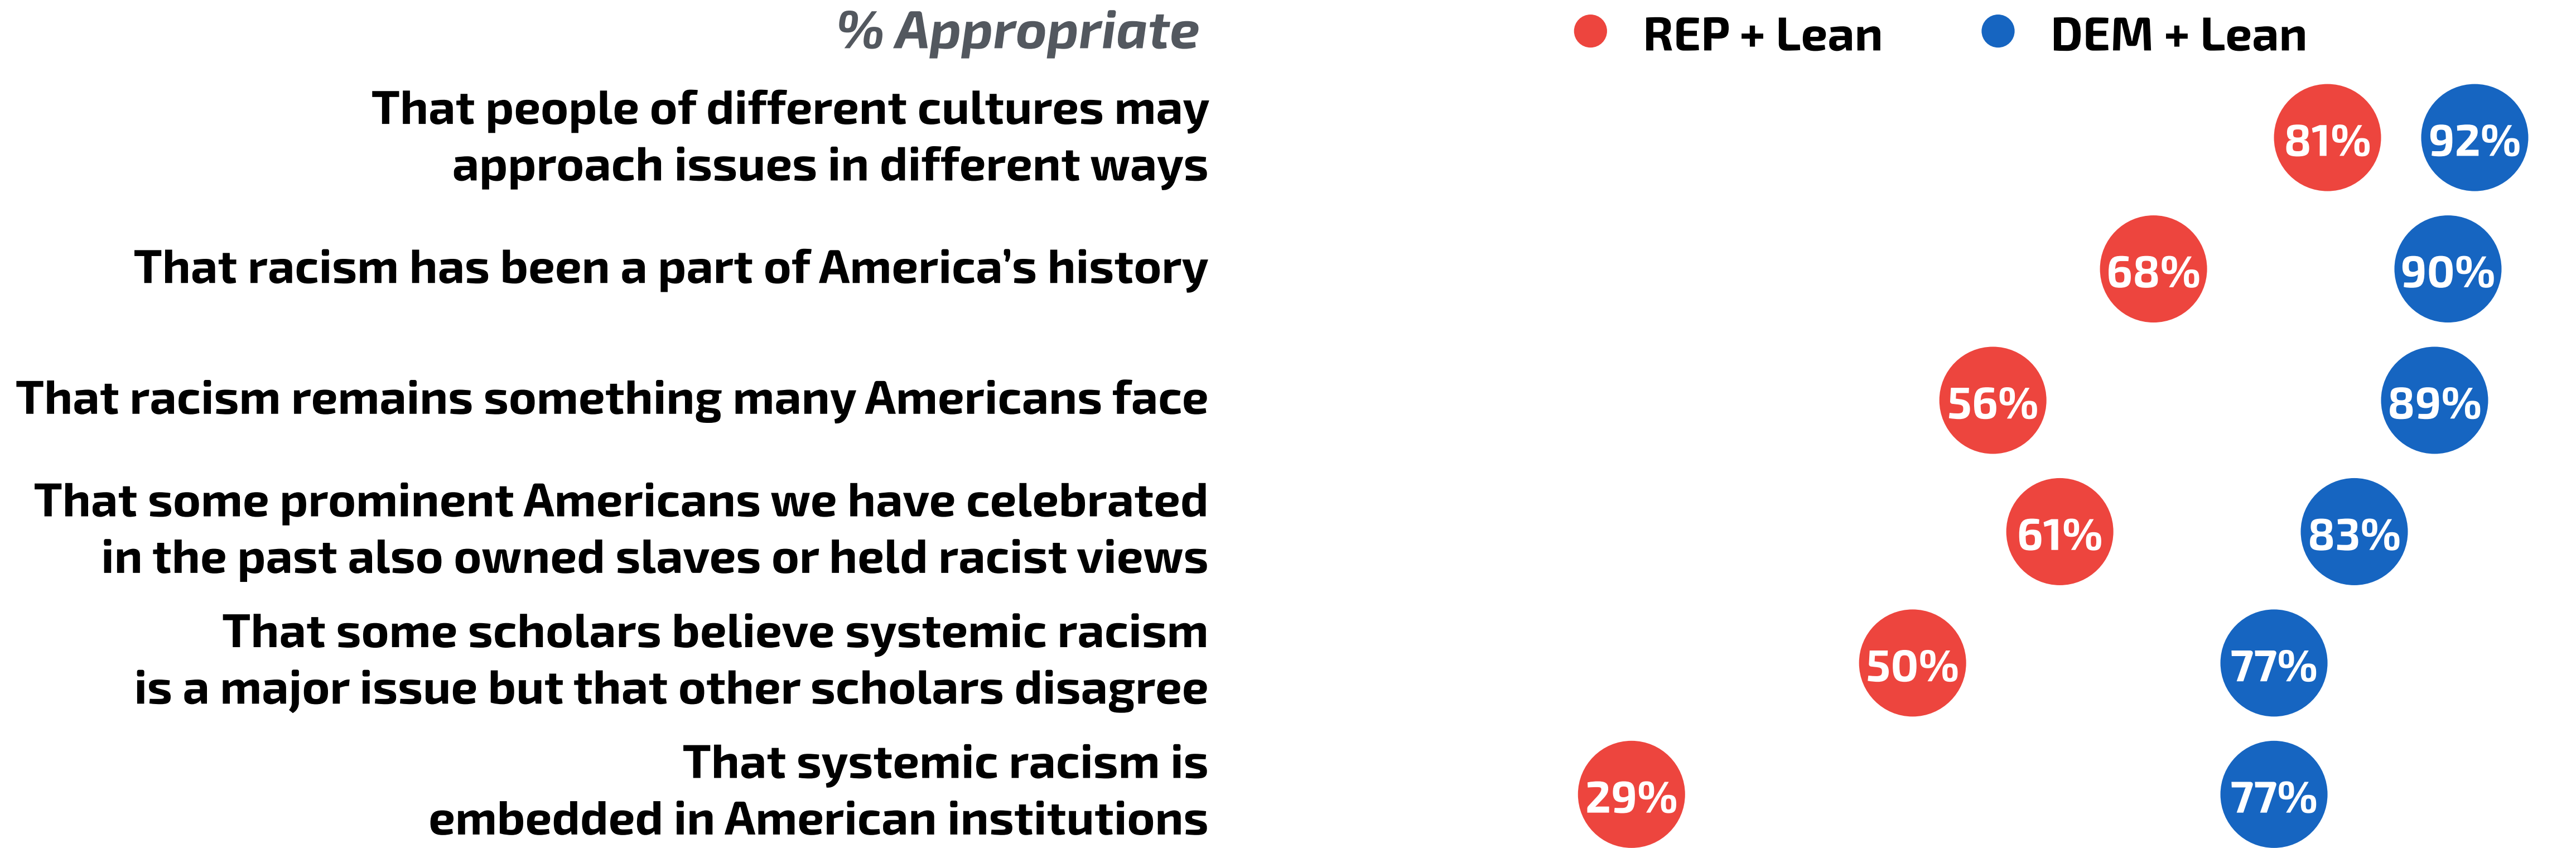 % Appropriate
REP + Lean
DEM + Lean
That people of different cultures may
approach issues in different ways
81%
92%
That racism has been a part of America’s history
68%
90%
That racism remains something many Americans face
56%
89%
That some prominent Americans we have celebrated
in the past also owned slaves or held racist views
61%
83%
That some scholars believe systemic racism
is a major issue but that other scholars disagree
50%
77%
That systemic racism is
embedded in American institutions
29%
77%